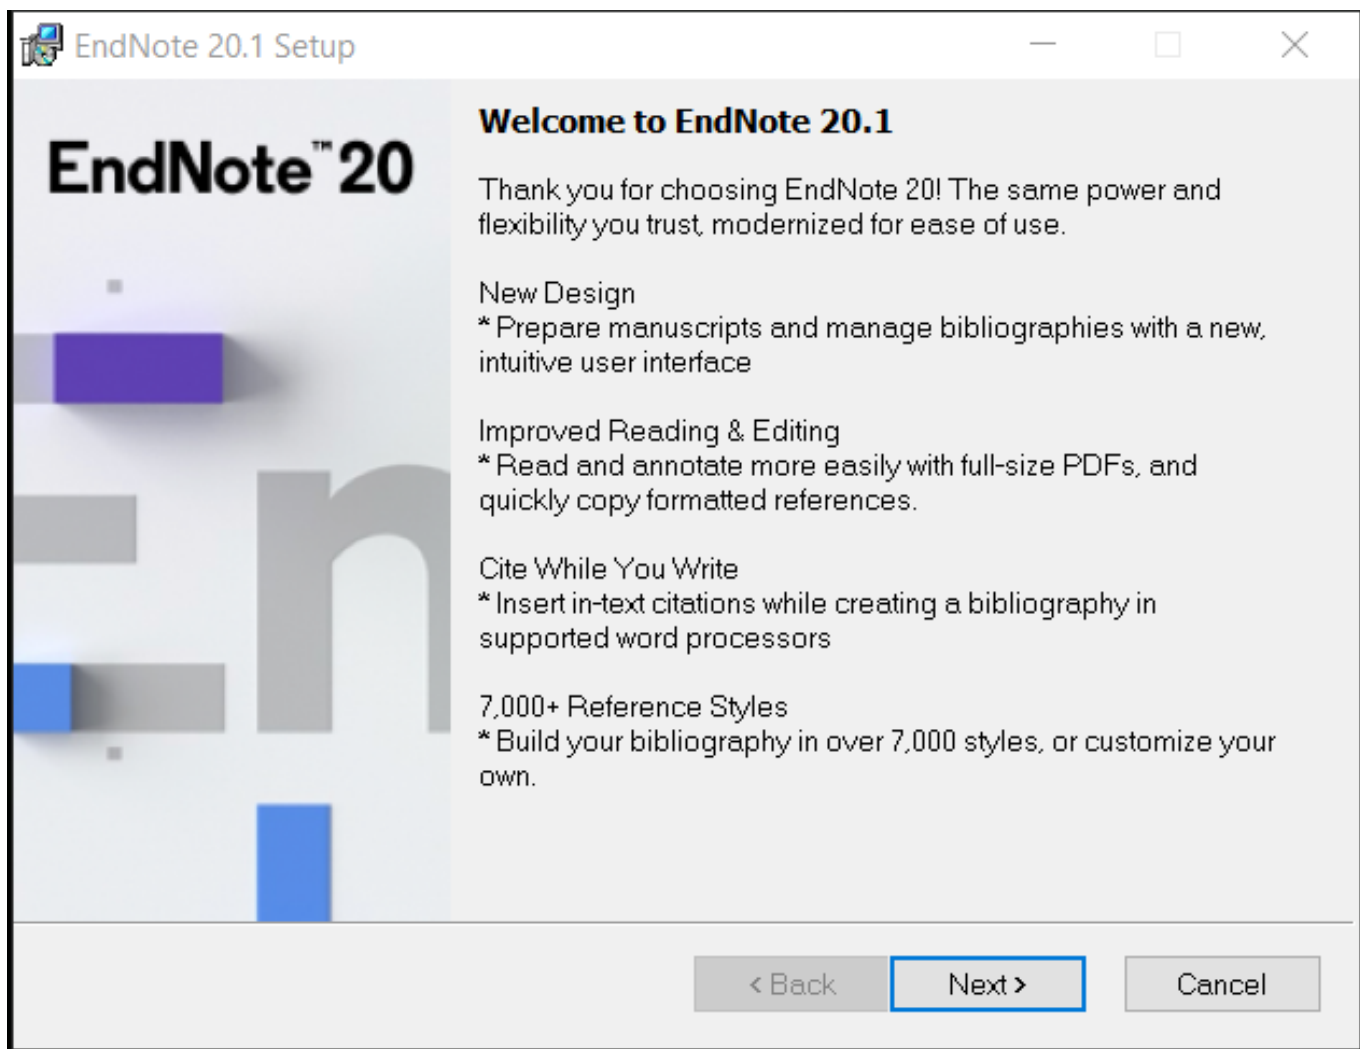 EndNote 20.1 Setup
EndNote™20
Welcome to EndNote 20.1
Thank you for choosing EndNote 20! The same power and
flexibility you trust, modernized for ease of use.
New Design
* Prepare manuscripts and manage bibliographies with a new,
intuitive user interface
Improved Reading & Editing
* Read and annotate more easily with full-size PDFs, and
quickly copy formatted references.
Cite While You Write
* Insert in-text citations while creating a bibliography in
supported word processors
7,000+ Reference Styles
* Build your bibliography in over 7,000 styles, or customize your
own.
En
< Back
Next >
Cancel